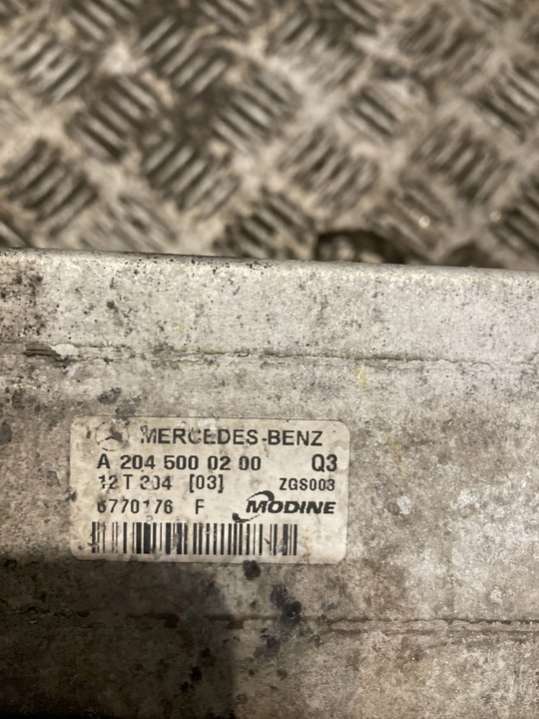 MERCEDES-BENZ
A 204 500 02 00 Q3
12 T 204 [03] ZGS003
6770176 F MODINE